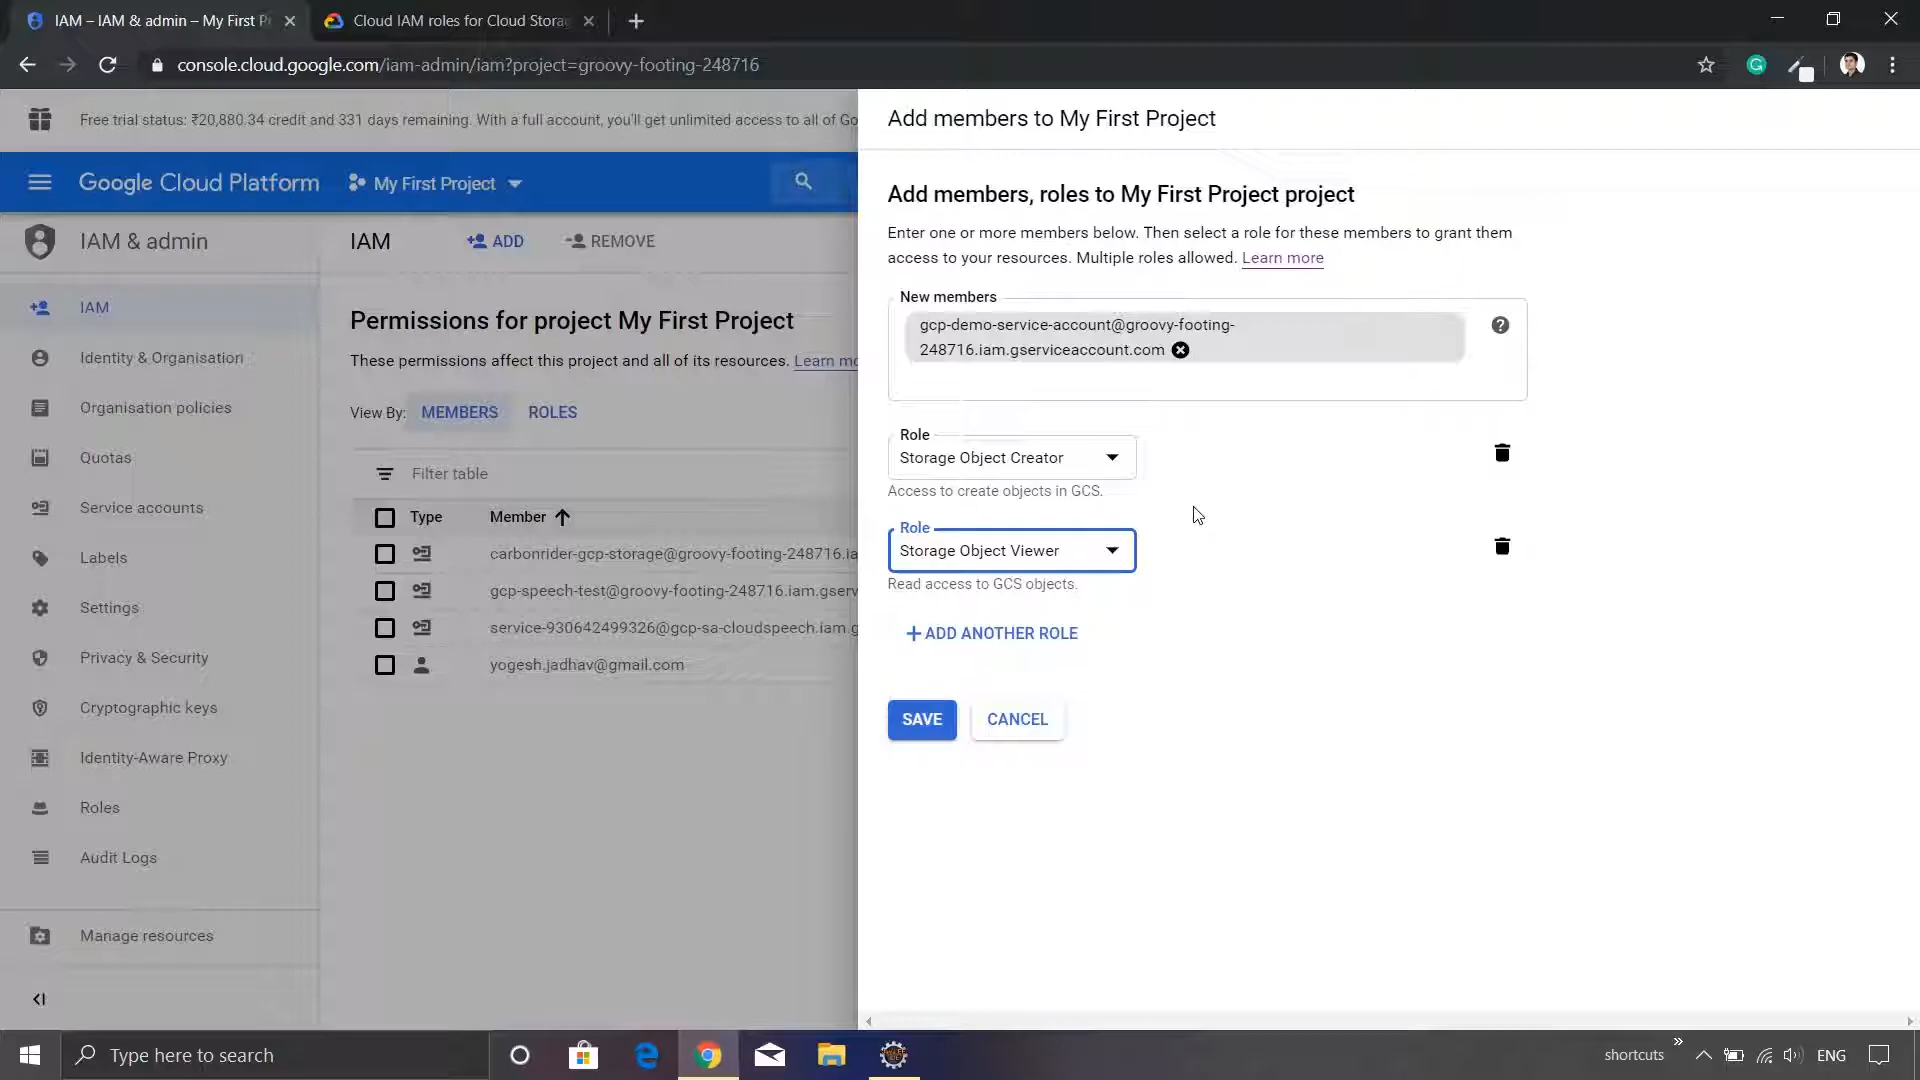 IAM – IAM & admin – My First P
Cloud IAM roles for Cloud Stora
console.cloud.google.com/iam-admin/iam?project=groovy-footing-248716
Free trial status: ₹20,880.34 credit and 331 days remaining. With a full account, you'll get unlimited access to all of Go
Google Cloud Platform
My First Project
IAM & admin
IAM
Identity & Organisation
Organisation policies
Quotas
Service accounts
Labels
Settings
Privacy & Security
Cryptographic keys
Identity-Aware Proxy
Roles
Audit Logs
Manage resources
IAM
ADD
REMOVE
Permissions for project My First Project
These permissions affect this project and all of its resources. Learn mo
View By: MEMBERS ROLES
Filter table
Type Member
carbonrider-gcp-storage@groovy-footing-248716.ia
gcp-speech-test@groovy-footing-248716.iam.gserv
service-930642499326@gcp-sa-cloudspeech.iam.g
yogesh.jadhav@gmail.com
Add members to My First Project
Add members, roles to My First Project project
Enter one or more members below. Then select a role for these members to grant them
access to your resources. Multiple roles allowed. Learn more
New members
gcp-demo-service-account@groovy-footing-
248716.iam.gserviceaccount.com
Role
Storage Object Creator
Access to create objects in GCS.
Role
Storage Object Viewer
Read access to GCS objects.
+ ADD ANOTHER ROLE
SAVE
CANCEL
Type here to search
shortcuts
ENG